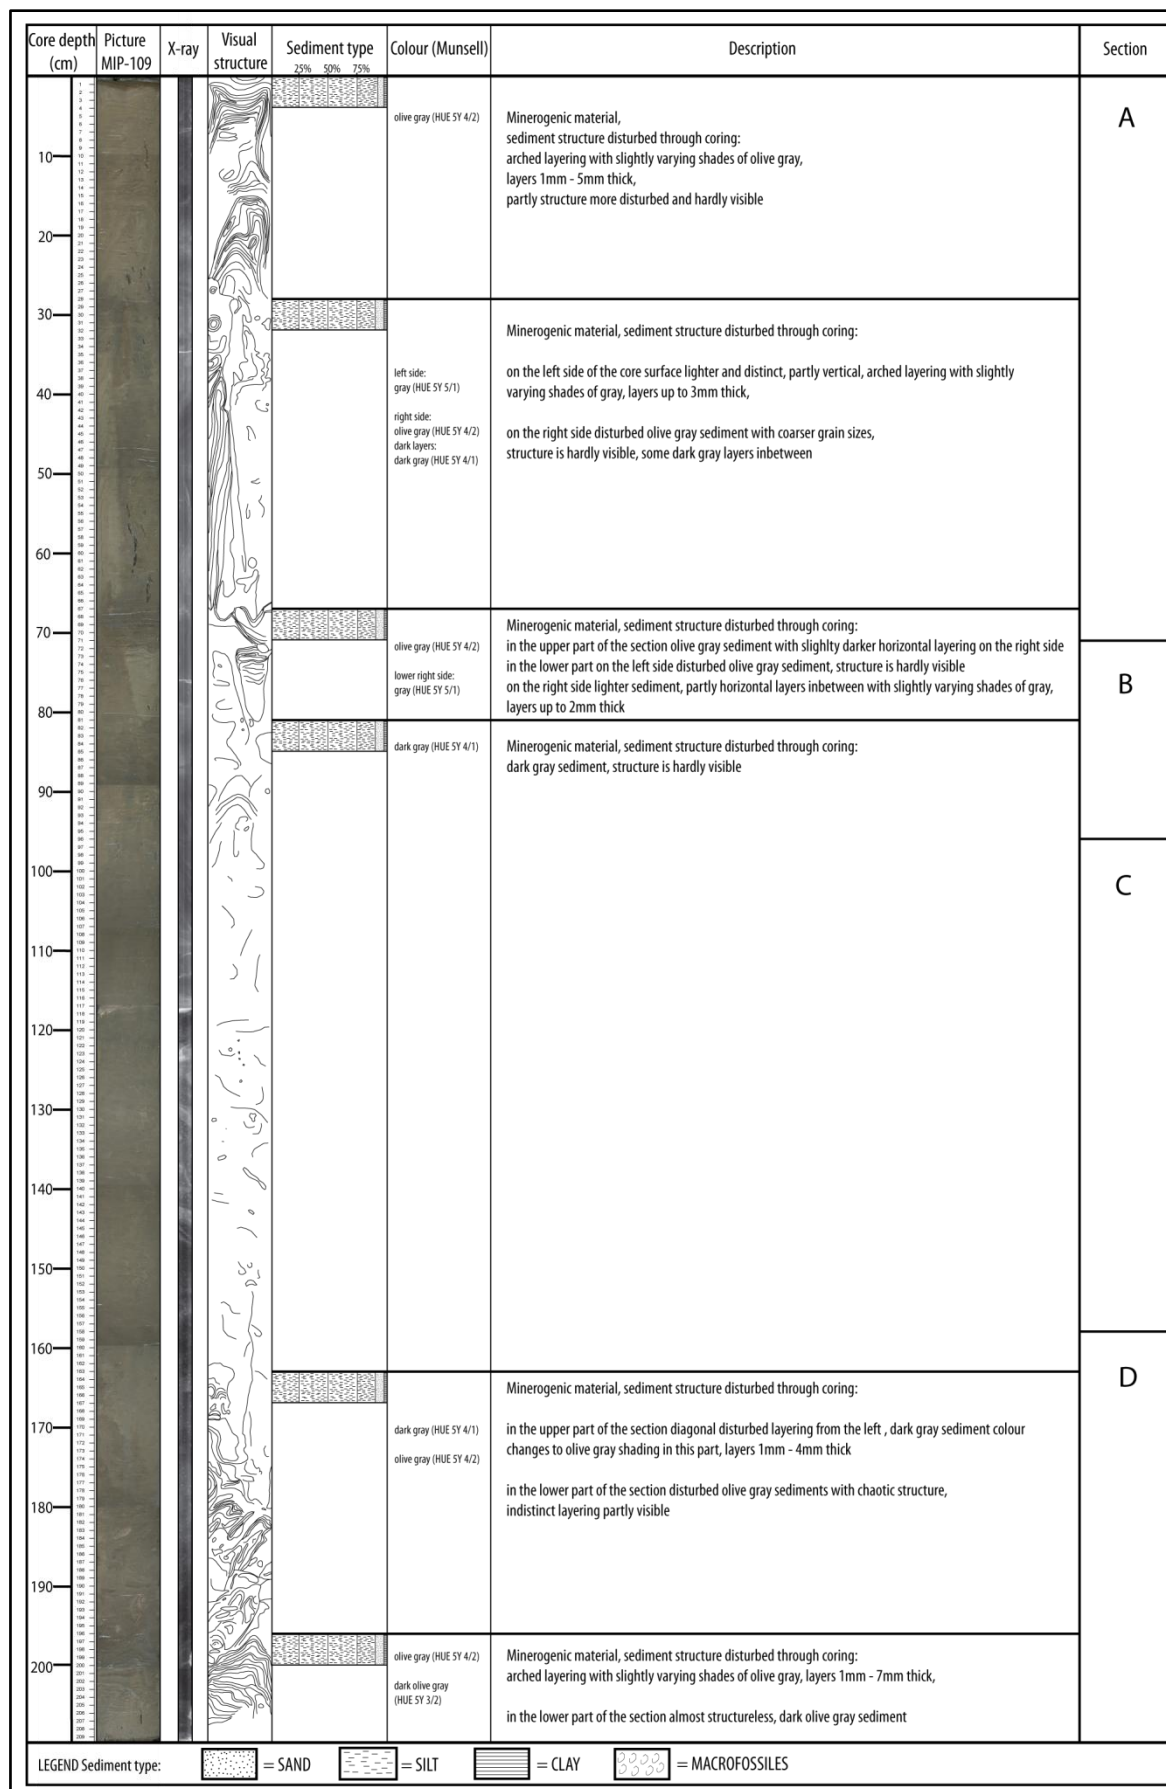 Core depth (cm)
Picture MIP-109
X-ray
Visual structure
Sediment type
25% 50% 75%
Colour (Munsell)
Description
Section
10
20
30
40
50
60
70
80
90
100
110
120
130
140
150
160
170
180
190
200
olive gray (HUE 5Y 4/2)
Minerogenic material,
sediment structure disturbed through coring:
arched layering with slightly varying shades of olive gray,
layers 1mm - 5mm thick,
partly structure more disturbed and hardly visible
A
left side:
gray (HUE 5Y 5/1)
right side:
olive gray (HUE 5Y 4/2)
dark layers:
dark gray (HUE 5Y 4/1)
Minerogenic material, sediment structure disturbed through coring:
on the left side of the core surface lighter and distinct, partly vertical, arched layering with slightly
varying shades of gray, layers up to 3mm thick,
on the right side disturbed olive gray sediment with coarser grain sizes,
structure is hardly visible, some dark gray layers inbetween
olive gray (HUE 5Y 4/2)
lower right side:
gray (HUE 5Y 5/1)
Minerogenic material, sediment structure disturbed through coring:
in the upper part of the section olive gray sediment with slighlty darker horizontal layering on the right side
in the lower part on the left side disturbed olive gray sediment, structure is hardly visible
on the right side lighter sediment, partly horizontal layers inbetween with slightly varying shades of gray,
layers up to 2mm thick
B
dark gray (HUE 5Y 4/1)
Minerogenic material, sediment structure disturbed through coring:
dark gray sediment, structure is hardly visible
C
dark gray (HUE 5Y 4/1)
olive gray (HUE 5Y 4/2)
Minerogenic material, sediment structure disturbed through coring:
in the upper part of the section diagonal disturbed layering from the left , dark gray sediment colour
changes to olive gray shading in this part, layers 1mm - 4mm thick
in the lower part of the section disturbed olive gray sediments with chaotic structure,
indistinct layering partly visible
D
olive gray (HUE 5Y 4/2)
dark olive gray
(HUE 5Y 3/2)
Minerogenic material, sediment structure disturbed through coring:
arched layering with slightly varying shades of olive gray, layers 1mm - 7mm thick,
in the lower part of the section almost structureless, dark olive gray sediment
LEGEND Sediment type: = SAND = SILT = CLAY = MACROFOSSILES